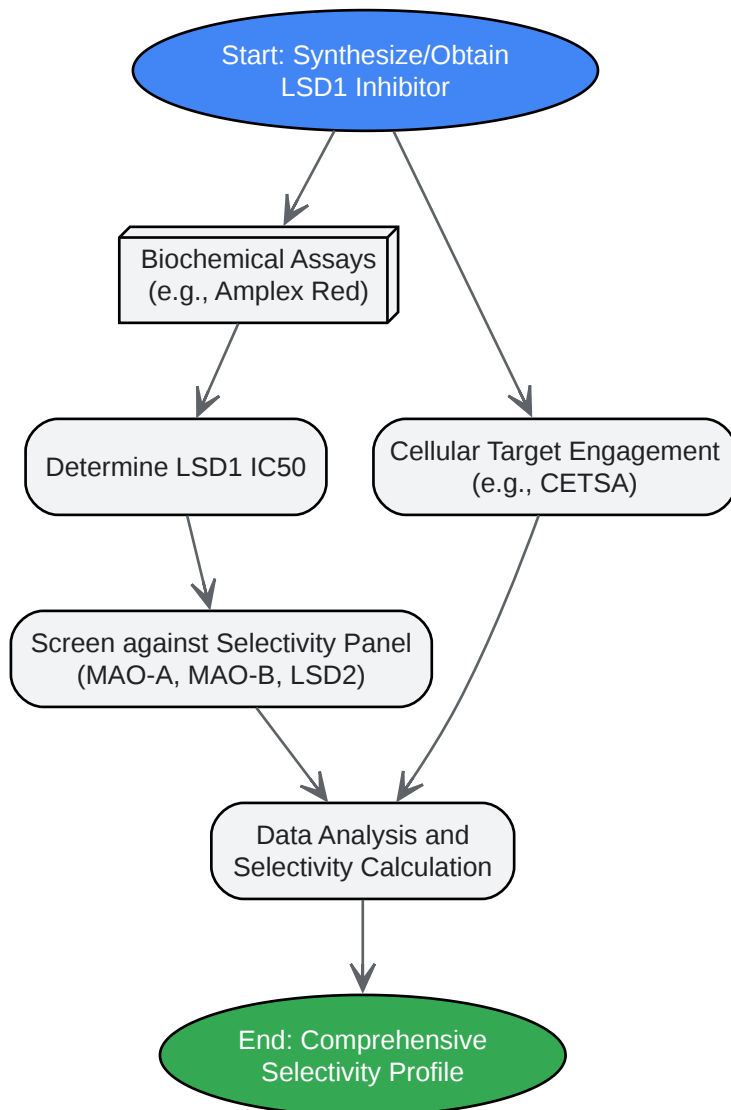 Start: Synthesize/Obtain
LSD1 Inhibitor
Biochemical Assays
(e.g., Amplex Red)
Determine LSD1 IC50
Cellular Target Engagement
(e.g., CETSA)
Screen against Selectivity Panel
(MAO-A, MAO-B, LSD2)
Data Analysis and
Selectivity Calculation
End: Comprehensive
Selectivity Profile